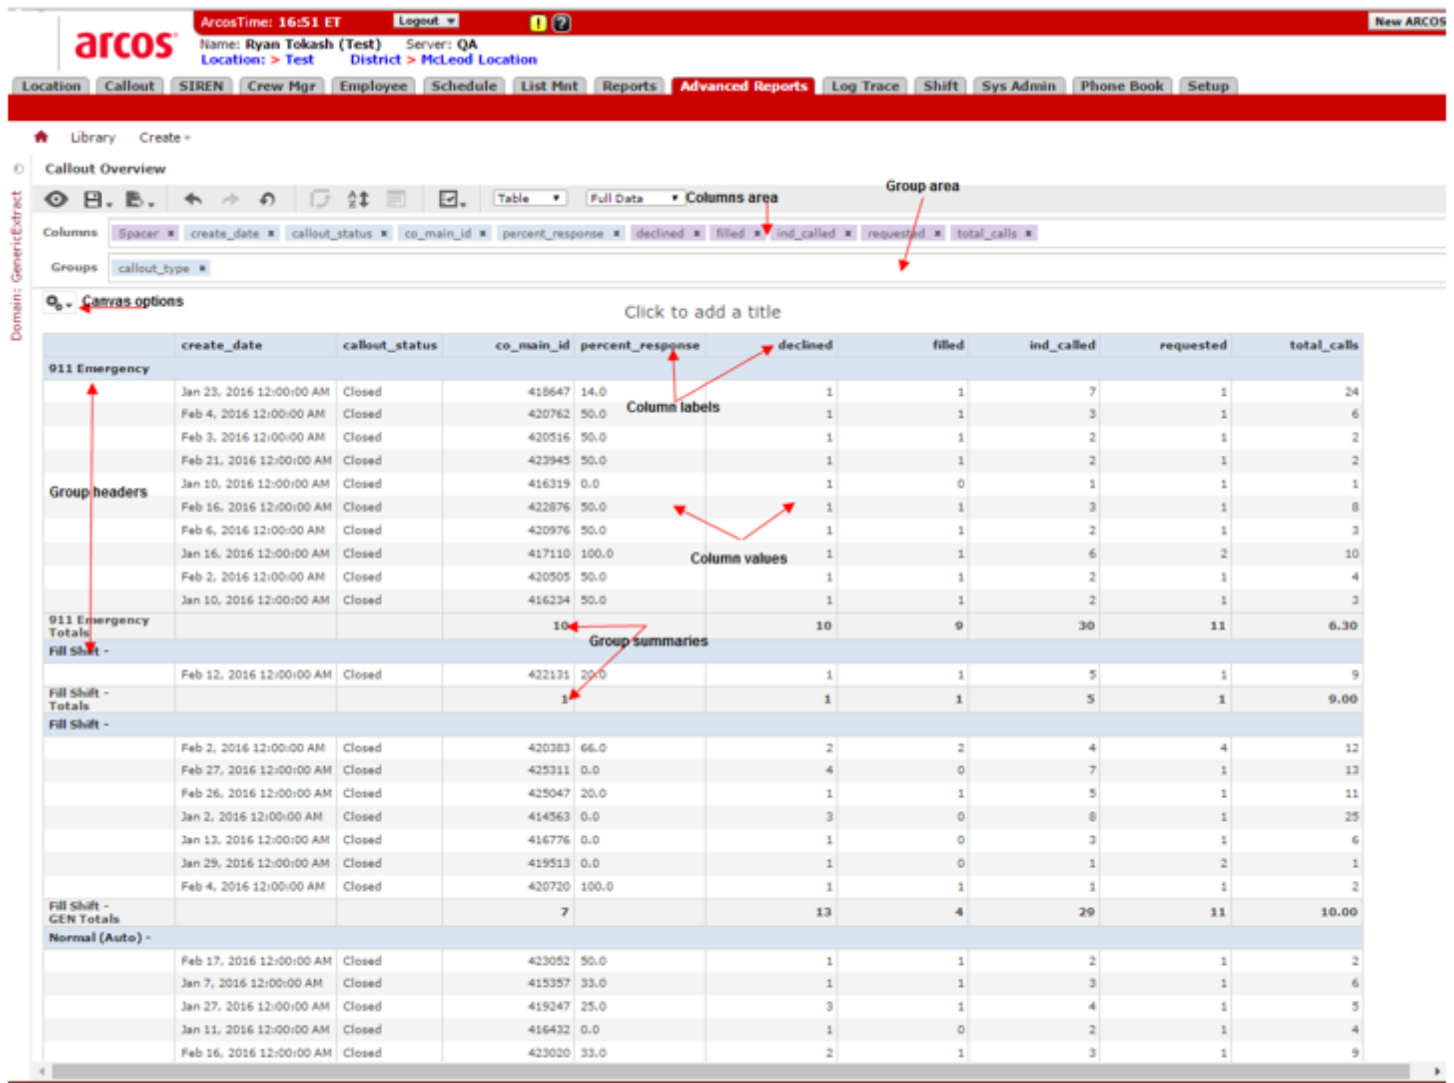 ArcosTime: 16:51 ET Logout ! ? New ARCOS
arcos
Name: Ryan Tokash (Test) Server: QA
Location: > Test District > McLeod Location
Location Callout SIREN Crew Mgr Employee Schedule List Mnt Reports Advanced Reports Log Trace Shift Sys Admin Phone Book Setup
Library Create
Callout Overview
Domain: GenericExtract
Group area
Table Full Data Columns area
Columns Spacer create_date callout_status co_main_id percent_response declined filled ind_called requested total_calls
Groups callout_type
Canvas options
Click to add a title
create_date callout_status co_main_id percent_response declined filled ind_called requested total_calls
911 Emergency
Jan 23, 2016 12:00:00 AM Closed 418647 14.0 1 1 7 1 24
Column labels
Feb 4, 2016 12:00:00 AM Closed 420762 50.0 1 1 3 1 6
Feb 3, 2016 12:00:00 AM Closed 420516 50.0 1 1 2 1 2
Feb 21, 2016 12:00:00 AM Closed 423945 50.0 1 1 2 1 2
Group headers
Jan 10, 2016 12:00:00 AM Closed 416319 0.0 1 0 1 1 1
Feb 16, 2016 12:00:00 AM Closed 422876 50.0 1 1 3 1 8
Feb 6, 2016 12:00:00 AM Closed 420976 50.0 1 1 2 1 3
Jan 16, 2016 12:00:00 AM Closed 417110 100.0 1 1 6 2 10
Column values
Feb 2, 2016 12:00:00 AM Closed 420505 50.0 1 1 2 1 4
Jan 10, 2016 12:00:00 AM Closed 416234 50.0 1 1 2 1 3
911 Emergency
Totals 10 10 9 30 11 6.30
Group summaries
Fill Shift -
Feb 12, 2016 12:00:00 AM Closed 422131 20.0 1 1 5 1 9
Fill Shift -
Totals 1 1 1 5 1 9.00
Fill Shift -
Feb 2, 2016 12:00:00 AM Closed 420383 66.0 2 2 4 4 12
Feb 27, 2016 12:00:00 AM Closed 425311 0.0 4 0 7 1 13
Feb 26, 2016 12:00:00 AM Closed 425047 20.0 1 1 5 1 11
Jan 2, 2016 12:00:00 AM Closed 414563 0.0 3 0 8 1 25
Jan 13, 2016 12:00:00 AM Closed 416776 0.0 1 0 3 1 6
Jan 29, 2016 12:00:00 AM Closed 419513 0.0 1 0 1 2 1
Feb 4, 2016 12:00:00 AM Closed 420720 100.0 1 1 1 1 2
Fill Shift -
GEN Totals 7 13 4 29 11 10.00
Normal (Auto) -
Feb 17, 2016 12:00:00 AM Closed 423052 50.0 1 1 2 1 2
Jan 7, 2016 12:00:00 AM Closed 415357 33.0 1 1 3 1 6
Jan 27, 2016 12:00:00 AM Closed 419247 25.0 3 1 4 1 5
Jan 11, 2016 12:00:00 AM Closed 416432 0.0 1 0 2 1 4
Feb 16, 2016 12:00:00 AM Closed 423020 33.0 2 1 3 1 9